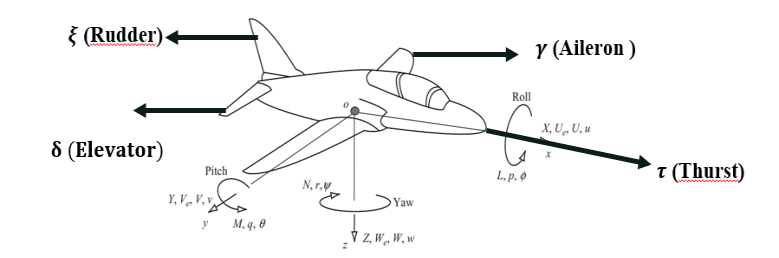 ξ (Rudder)
γ (Aileron )
δ (Elevator)
τ (Thurst)
Roll
X, Uₑ, U, u
x
L, p, ϕ
o
Pitch
Y, Vₑ, V, v
y
M, q, θ
N, r, ψ
Yaw
z
Z, Wₑ, W, w